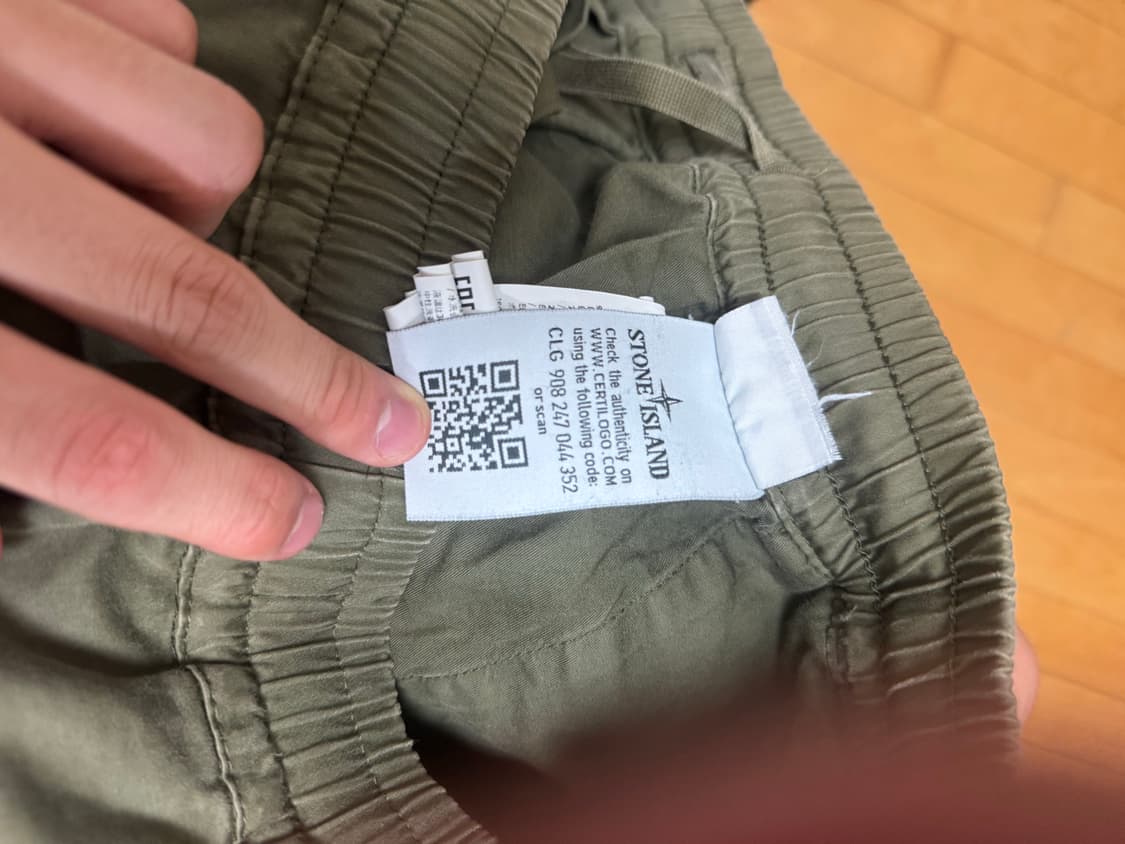 STONE ISLAND
Check the authenticity on
WWW.CERTILOGO.COM
using the following code:
CLG 908 247 044 352
or scan